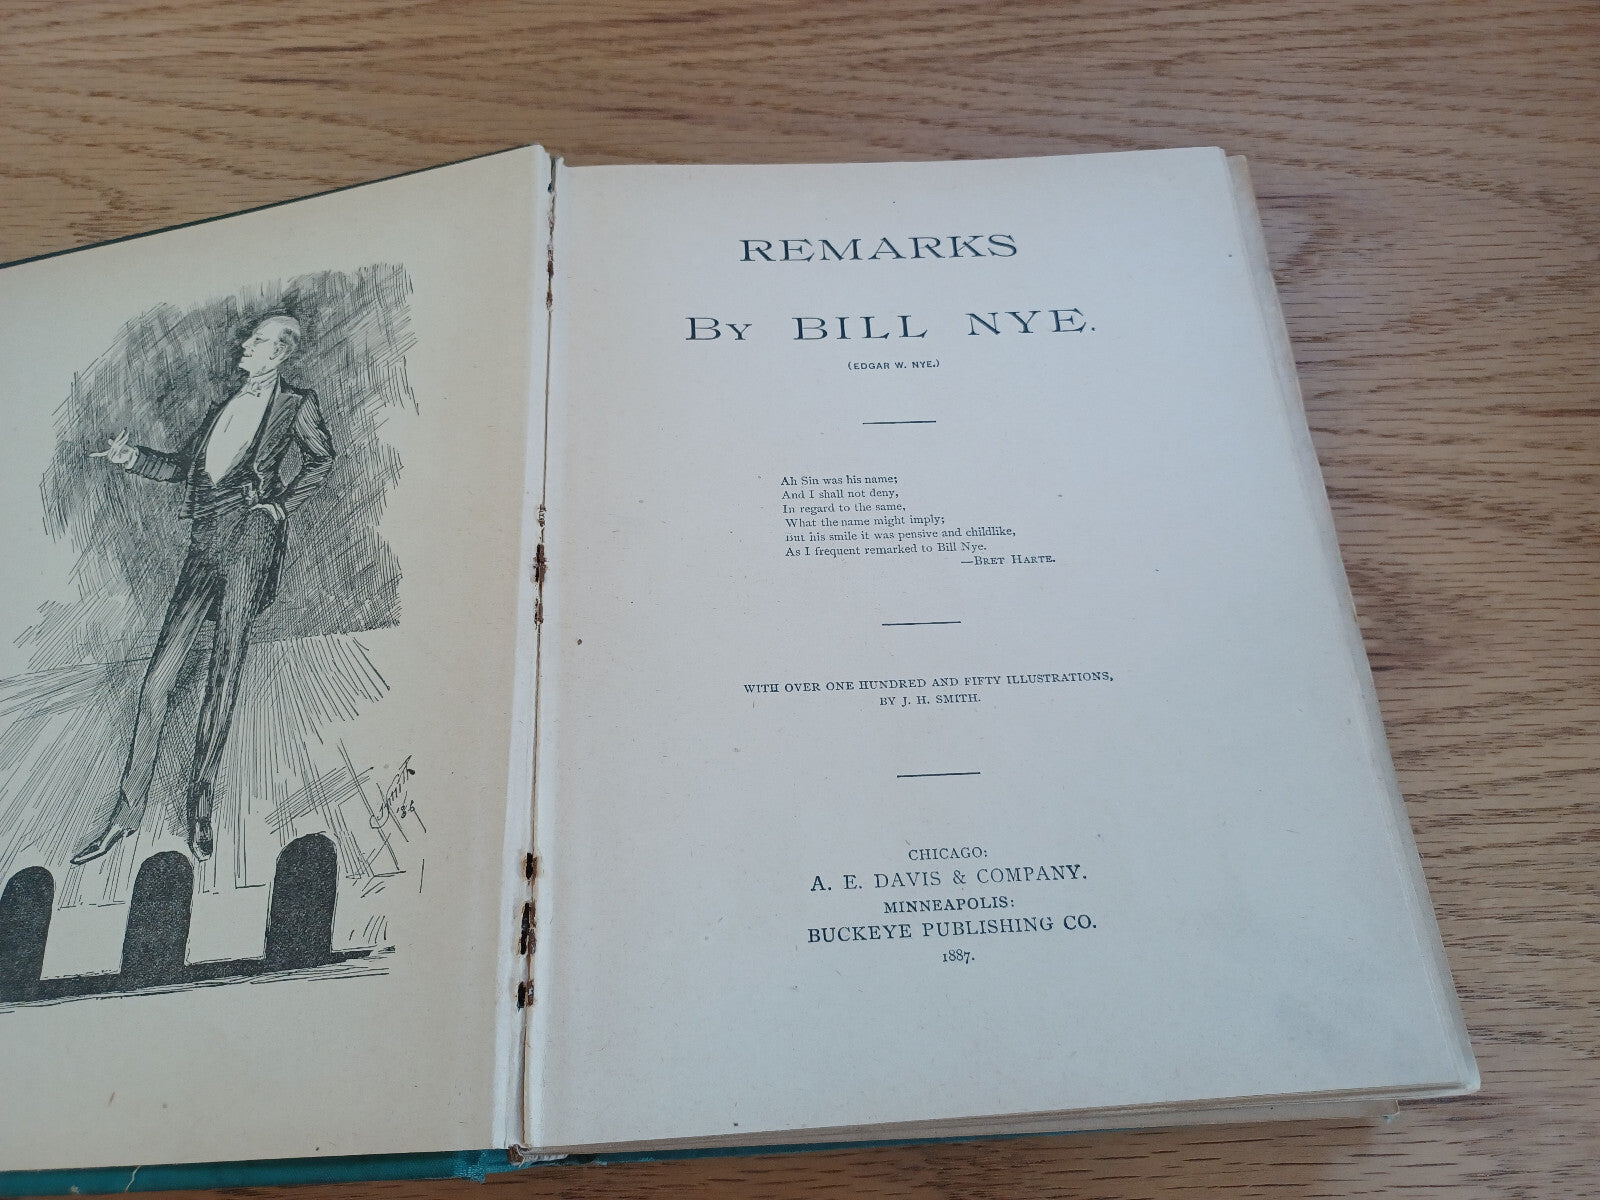 REMARKS
BY BILL NYE.
(EDGAR W. NYE.)
Ah Sin was his name;
And I shall not deny,
In regard to the same,
What the name might imply;
But his smile it was pensive and childlike,
As I frequent remarked to Bill Nye.
—BRET HARTE.
WITH OVER ONE HUNDRED AND FIFTY ILLUSTRATIONS,
BY J. H. SMITH.
CHICAGO:
A. E. DAVIS & COMPANY.
MINNEAPOLIS:
BUCKEYE PUBLISHING CO.
1887.